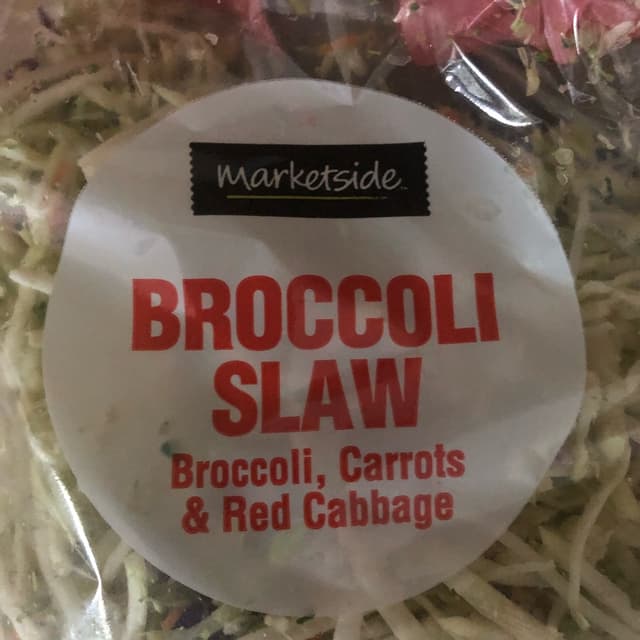 marketside
BROCCOLI
SLAW
Broccoli, Carrots
& Red Cabbage